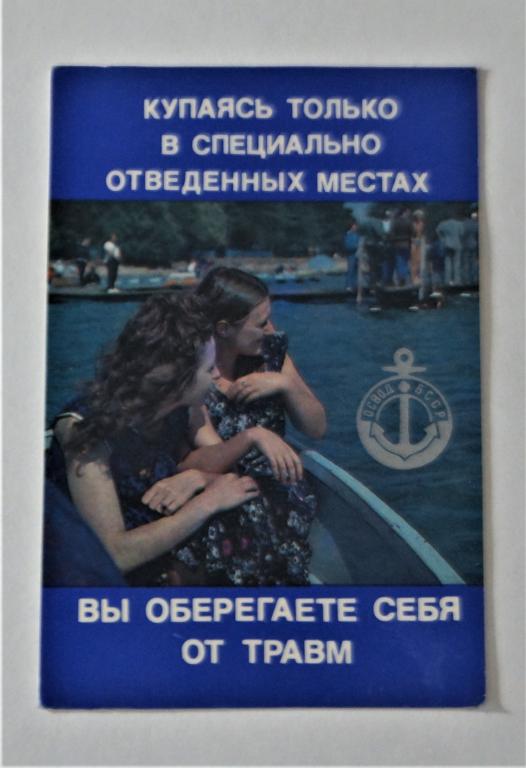 КУПАЯСЬ ТОЛЬКО
В СПЕЦИАЛЬНО
ОТВЕДЕННЫХ МЕСТАХ
ОСВОД БССР
ВЫ ОБЕРЕГАЕТЕ СЕБЯ
ОТ ТРАВМ